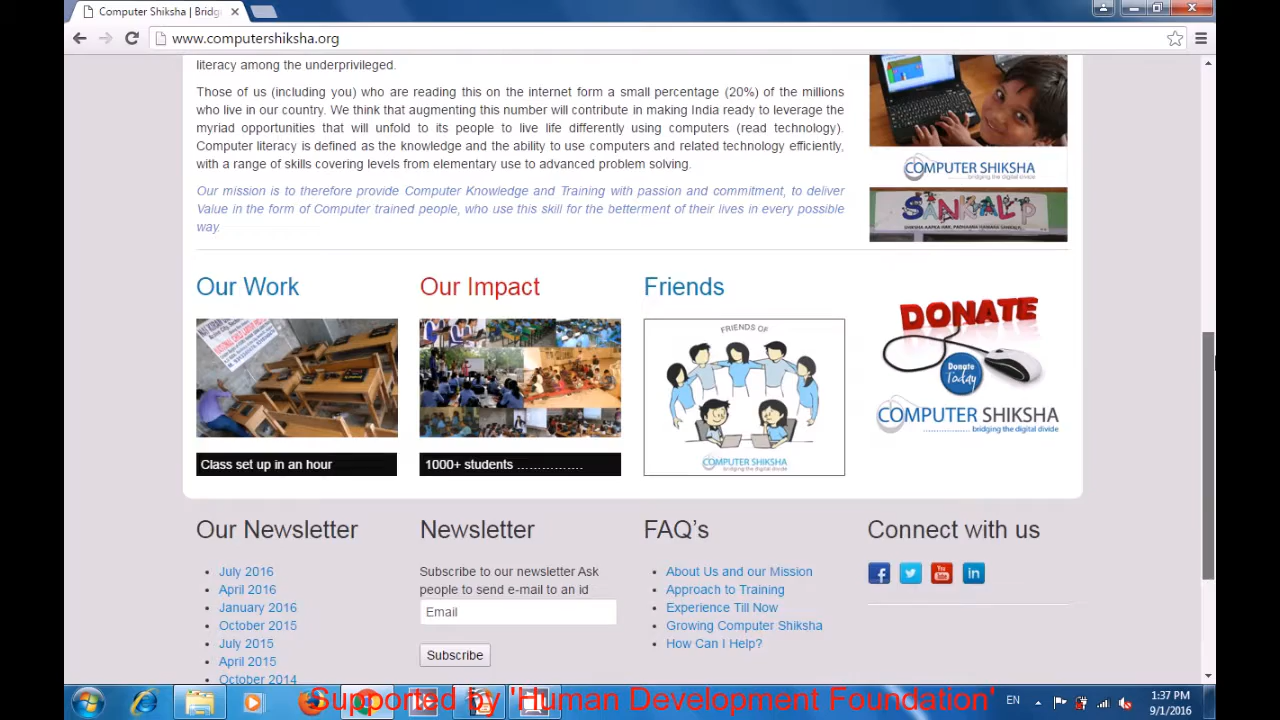 Computer Shiksha | Bridg
www.computershiksha.org
literacy among the underprivileged.
Those of us (including you) who are reading this on the internet form a small percentage (20%) of the millions
who live in our country. We think that augmenting this number will contribute in making India ready to leverage the
myriad opportunities that will unfold to its people to live life differently using computers (read technology).
Computer literacy is defined as the knowledge and the ability to use computers and related technology efficiently,
with a range of skills covering levels from elementary use to advanced problem solving.
Our mission is to therefore provide Computer Knowledge and Training with passion and commitment, to deliver
Value in the form of Computer trained people, who use this skill for the betterment of their lives in every possible
way.
COMPUTER SHIKSHA
bridging the digital divide
SANKALP
Our Work
Our Impact
Friends
FRIENDS OF
DONATE
Donate
Today
COMPUTER SHIKSHA
bridging the digital divide
Class set up in an hour
1000+ students ……………
COMPUTER SHIKSHA
bridging the digital divide
Our Newsletter
July 2016
April 2016
January 2016
October 2015
July 2015
April 2015
October 2014
Newsletter
Subscribe to our newsletter Ask
people to send e-mail to an id
Email
Subscribe
FAQ's
About Us and our Mission
Approach to Training
Experience Till Now
Growing Computer Shiksha
How Can I Help?
Connect with us
You
in
Supported by 'Human Development Foundation'
EN
1:37 PM
9/1/2016